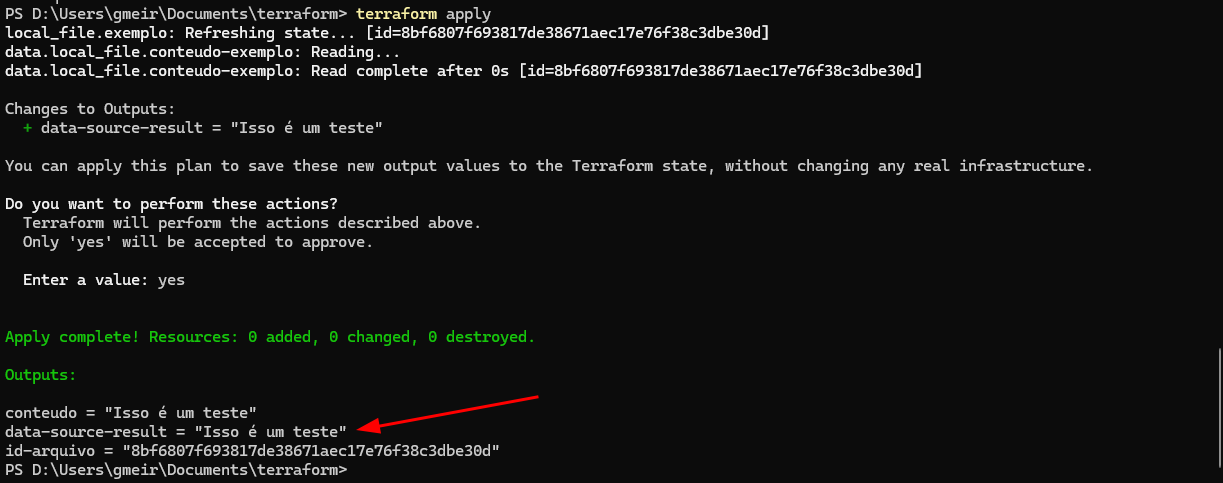 PS D:\Users\gmeir\Documents\terraform> terraform apply
local_file.exemplo: Refreshing state... [id=8bf6807f693817de38671aec17e76f38c3dbe30d]
data.local_file.conteudo-exemplo: Reading...
data.local_file.conteudo-exemplo: Read complete after 0s [id=8bf6807f693817de38671aec17e76f38c3dbe30d]
Changes to Outputs:
  + data-source-result = "Isso é um teste"
You can apply this plan to save these new output values to the Terraform state, without changing any real infrastructure.
Do you want to perform these actions?
  Terraform will perform the actions described above.
  Only 'yes' will be accepted to approve.
  Enter a value: yes
Apply complete! Resources: 0 added, 0 changed, 0 destroyed.
Outputs:
conteudo = "Isso é um teste"
data-source-result = "Isso é um teste"
id-arquivo = "8bf6807f693817de38671aec17e76f38c3dbe30d"
PS D:\Users\gmeir\Documents\terraform>